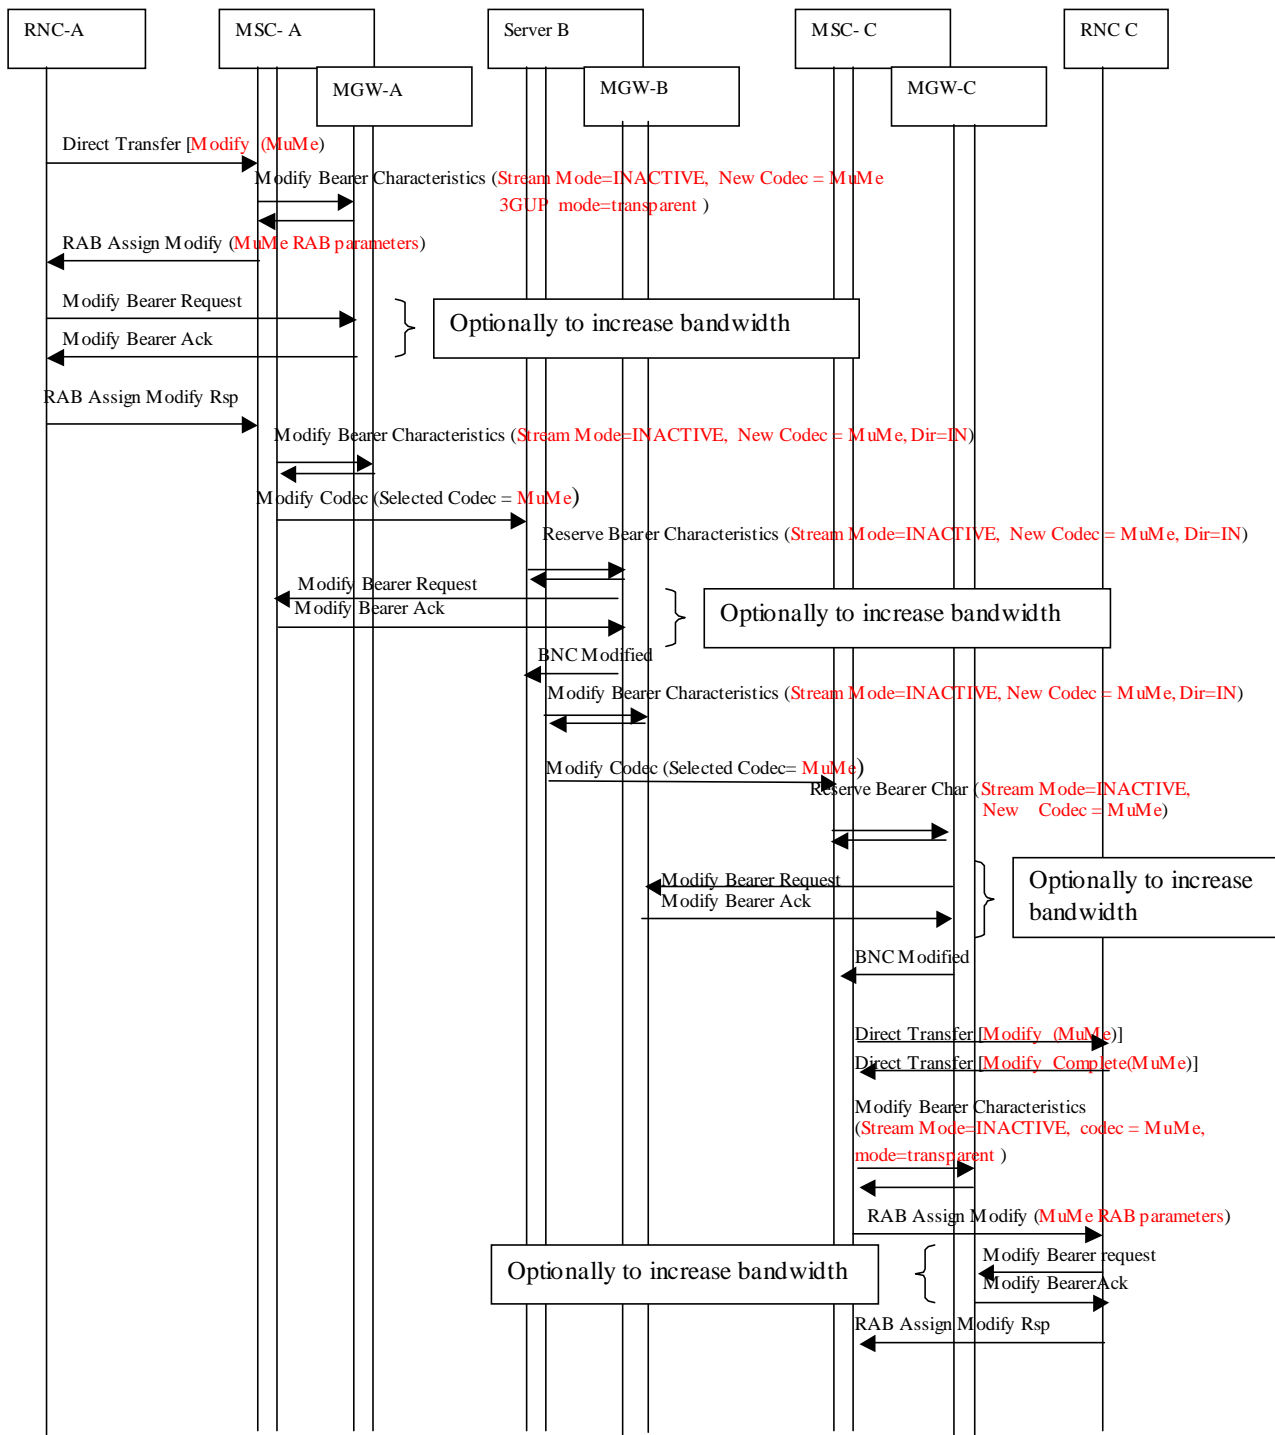 RNC-A
MSC- A
Server B
MSC- C
RNC C
MGW-A
MGW-B
MGW-C
Direct Transfer [Modify (MuMe)
Modify Bearer Characteristics (Stream Mode=INACTIVE, New Codec = MuMe
3GUP mode=transparent )
RAB Assign Modify (MuMe RAB parameters)
Modify Bearer Request
Optionally to increase bandwidth
Modify Bearer Ack
RAB Assign Modify Rsp
Modify Bearer Characteristics (Stream Mode=INACTIVE, New Codec = MuMe, Dir=IN)
Modify Codec (Selected Codec = MuMe)
Reserve Bearer Characteristics (Stream Mode=INACTIVE, New Codec = MuMe, Dir=IN)
Modify Bearer Request
Modify Bearer Ack
Optionally to increase bandwidth
BNC Modified
Modify Bearer Characteristics (Stream Mode=INACTIVE, New Codec = MuMe, Dir=IN)
Modify Codec (Selected Codec= MuMe)
Reserve Bearer Char (Stream Mode=INACTIVE,
New Codec = MuMe)
Modify Bearer Request
Modify Bearer Ack
Optionally to increase
bandwidth
BNC Modified
Direct Transfer [Modify (MuMe)]
Direct Transfer [Modify Complete(MuMe)]
Modify Bearer Characteristics
(Stream Mode=INACTIVE, codec = MuMe,
mode=transparent )
RAB Assign Modify (MuMe RAB parameters)
Optionally to increase bandwidth
Modify Bearer request
Modify BearerAck
RAB Assign Modify Rsp